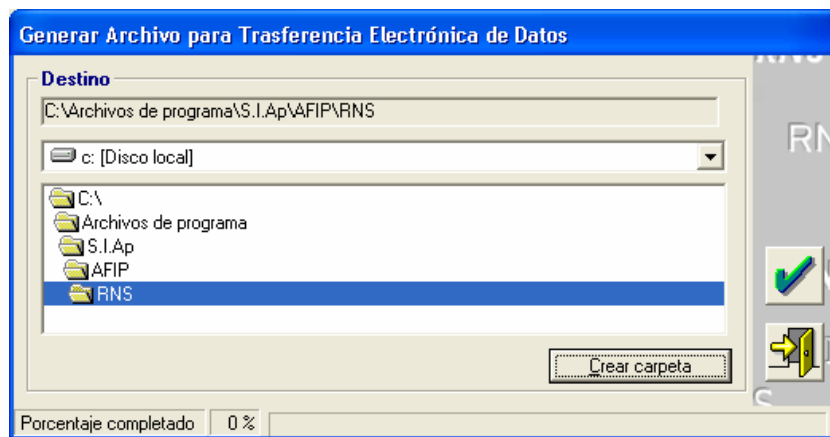 Generar Archivo para Trasferencia Electrónica de Datos
Destino
C:\Archivos de programa\S.I.Ap\AFIP\RNS
c: [Disco local]
C:\
Archivos de programa
S.I.Ap
AFIP
RNS
Crear carpeta
Porcentaje completado 0 %